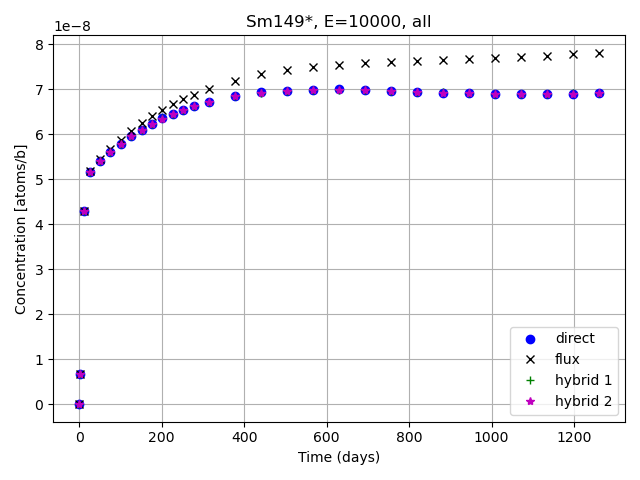 Sm149*, E=10000, all
1e−8
8
7
6
5
4
3
2
1
0
Concentration [atoms/b]
0 200 400 600 800 1000 1200
Time (days)
direct
flux
hybrid 1
hybrid 2